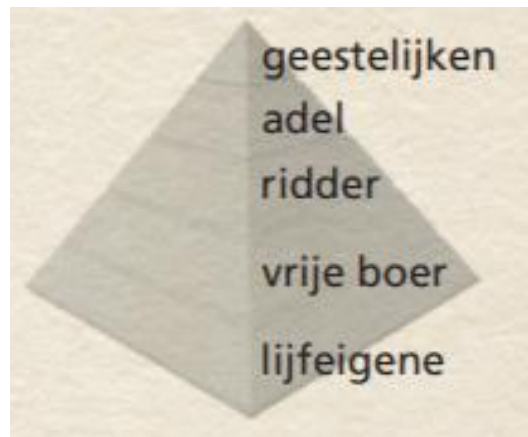 geestelijken
adel
ridder
vrije boer
lijfeigene